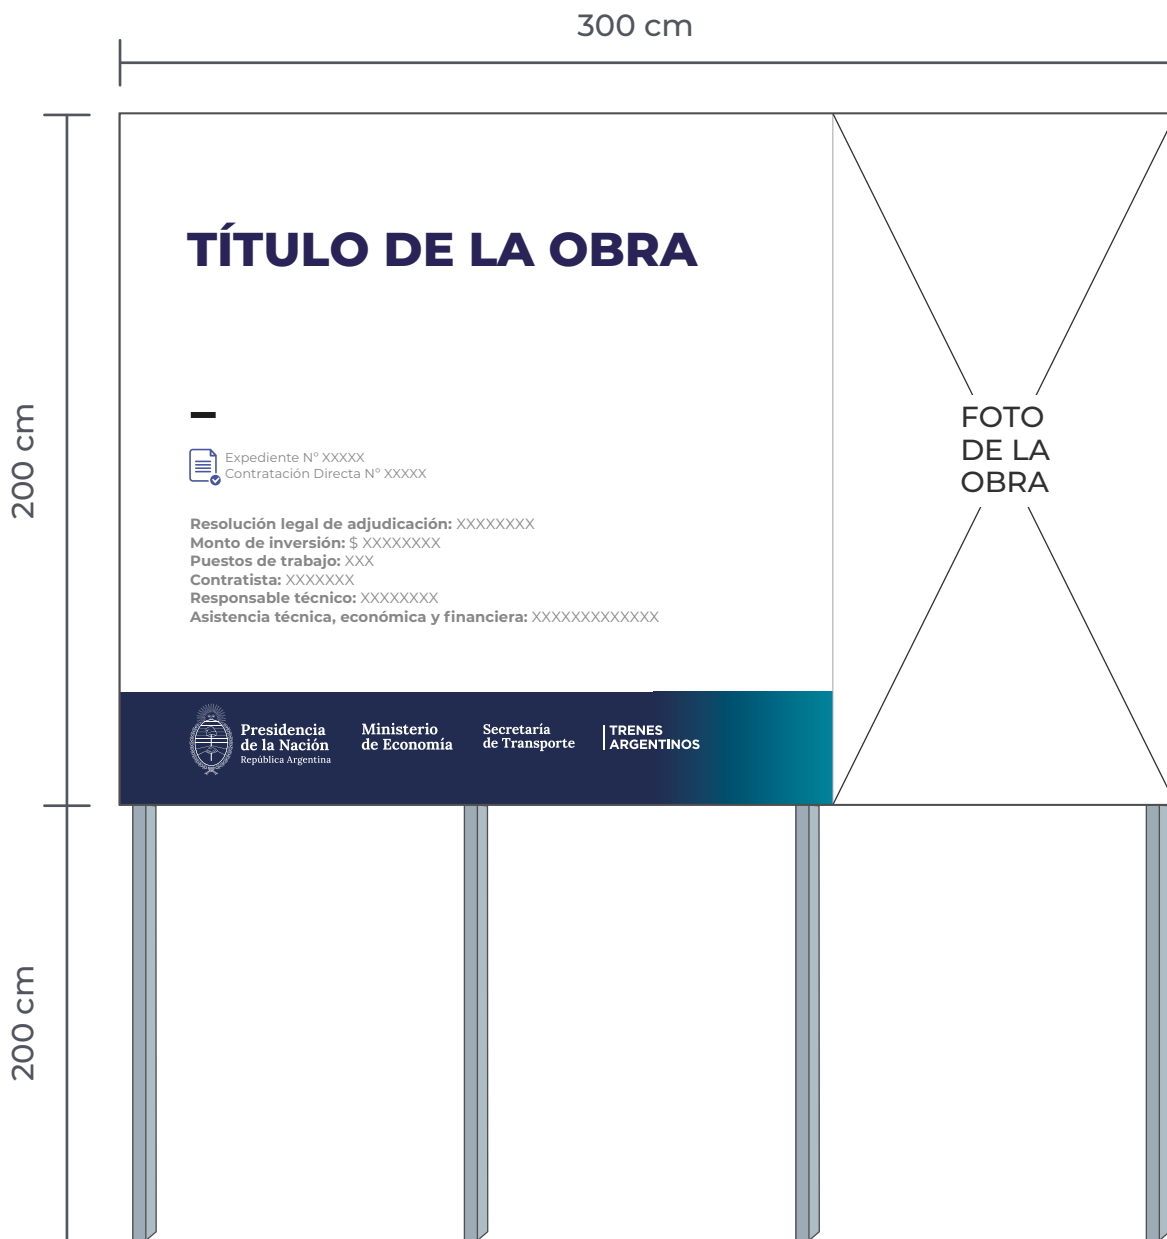 300 cm
200 cm
TÍTULO DE LA OBRA
Expediente Nº XXXXX
Contratación Directa Nº XXXXX
Resolución legal de adjudicación: XXXXXXXX
Monto de inversión: $ XXXXXXXX
Puestos de trabajo: XXX
Contratista: XXXXXXX
Responsable técnico: XXXXXXXX
Asistencia técnica, económica y financiera: XXXXXXXXXXXXX
FOTO
DE LA
OBRA
Presidencia
de la Nación
República Argentina
Ministerio
de Economía
Secretaría
de Transporte
TRENES
ARGENTINOS
200 cm